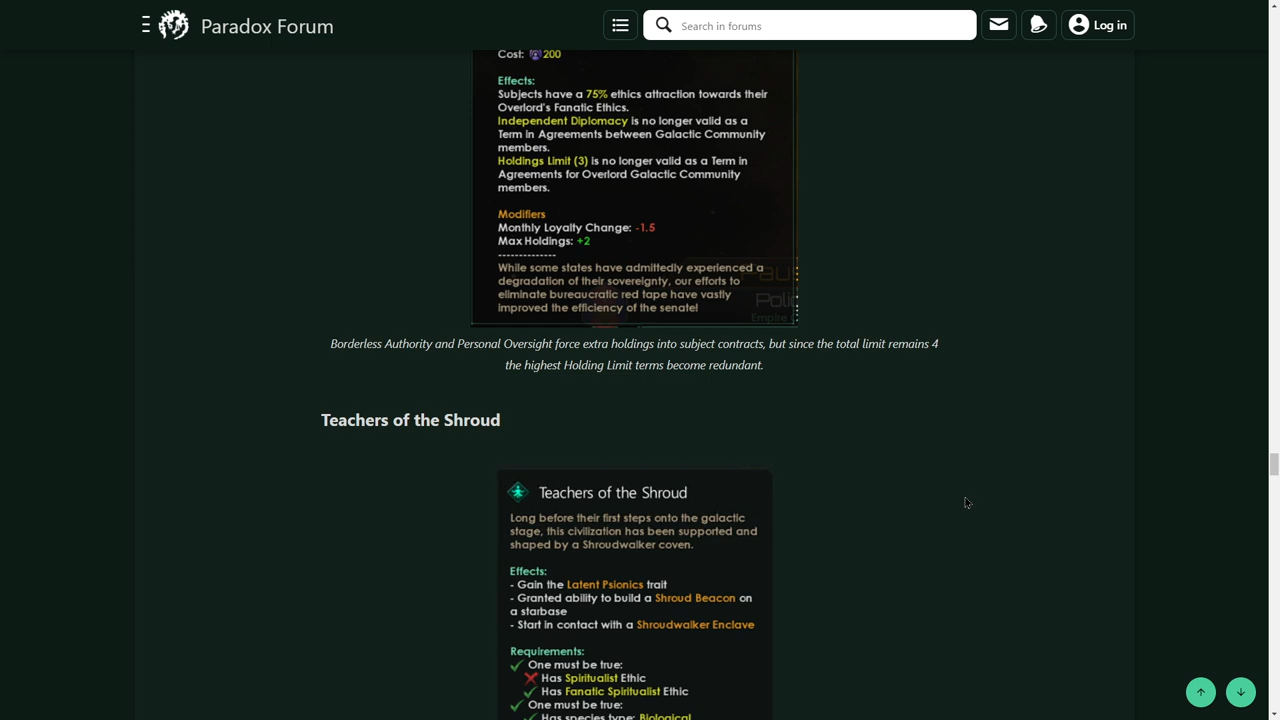 Paradox Forum
Search in forums
Log in
Cost: 200
Effects:
Subjects have a 75% ethics attraction towards their
Overlord's Fanatic Ethics.
Independent Diplomacy is no longer valid as a
Term in Agreements between Galactic Community
members.
Holdings Limit (3) is no longer valid as a Term in
Agreements for Overlord Galactic Community
members.
Modifiers
Monthly Loyalty Change: -1.5
Max Holdings: +2
--------------
While some states have admittedly experienced a
degradation of their sovereignty, our efforts to
eliminate bureaucratic red tape have vastly
improved the efficiency of the senate!
Empire
Borderless Authority and Personal Oversight force extra holdings into subject contracts, but since the total limit remains 4
the highest Holding Limit terms become redundant.
Teachers of the Shroud
Teachers of the Shroud
Long before their first steps onto the galactic
stage, this civilization has been supported and
shaped by a Shroudwalker coven.
Effects:
- Gain the Latent Psionics trait
- Granted ability to build a Shroud Beacon on
a starbase
- Start in contact with a Shroudwalker Enclave
Requirements:
One must be true:
Has Spiritualist Ethic
Has Fanatic Spiritualist Ethic
One must be true:
Has species type: Biological